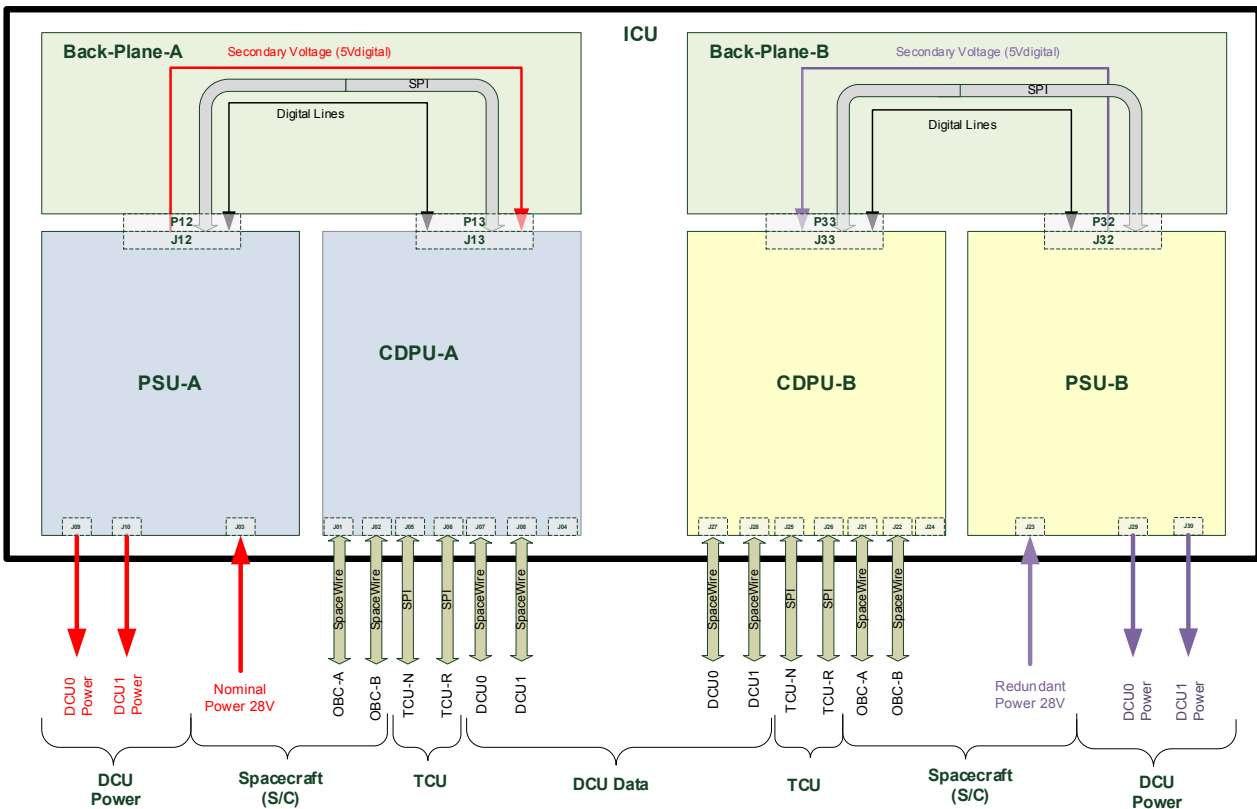 ICU
Back-Plane-A
Secondary Voltage (5Vdigital)
SPI
Digital Lines
P12
J12
P13
J13
Back-Plane-B
Secondary Voltage (5Vdigital)
SPI
Digital Lines
P33
J33
P32
J32
PSU-A
CDPU-A
CDPU-B
PSU-B
J09
J10
J03
J01
J02
J05
J06
J07
J08
J04
J27
J28
J25
J26
J21
J22
J24
J23
J29
J30
SpaceWire
SpaceWire
SPI
SPI
SpaceWire
SpaceWire
SpaceWire
SpaceWire
SPI
SPI
SpaceWire
SpaceWire
DCU0
Power
DCU1
Power
Nominal
Power 28V
OBC-A
OBC-B
TCU-N
TCU-R
DCU0
DCU1
DCU0
DCU1
TCU-N
TCU-R
OBC-A
OBC-B
Redundant
Power 28V
DCU0
Power
DCU1
Power
DCU
Power
Spacecraft
(S/C)
TCU
DCU Data
TCU
Spacecraft
(S/C)
DCU
Power